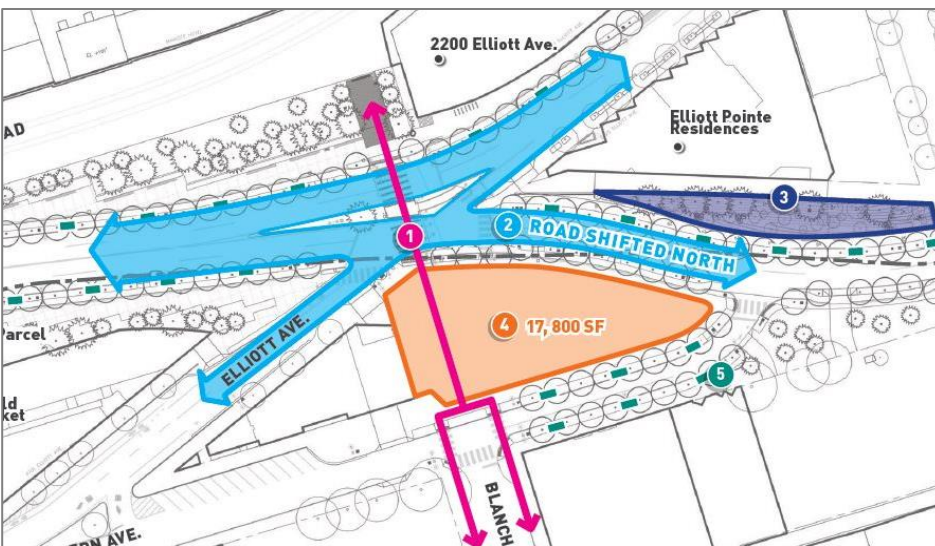 2200 Elliott Ave.
Elliott Pointe
Residences
OAD
3
2 ROAD SHIFTED NORTH
1
4 17,800 SF
Parcel
ELLIOTT AVE.
5
ld
ket
BLANCH
ERN AVE.